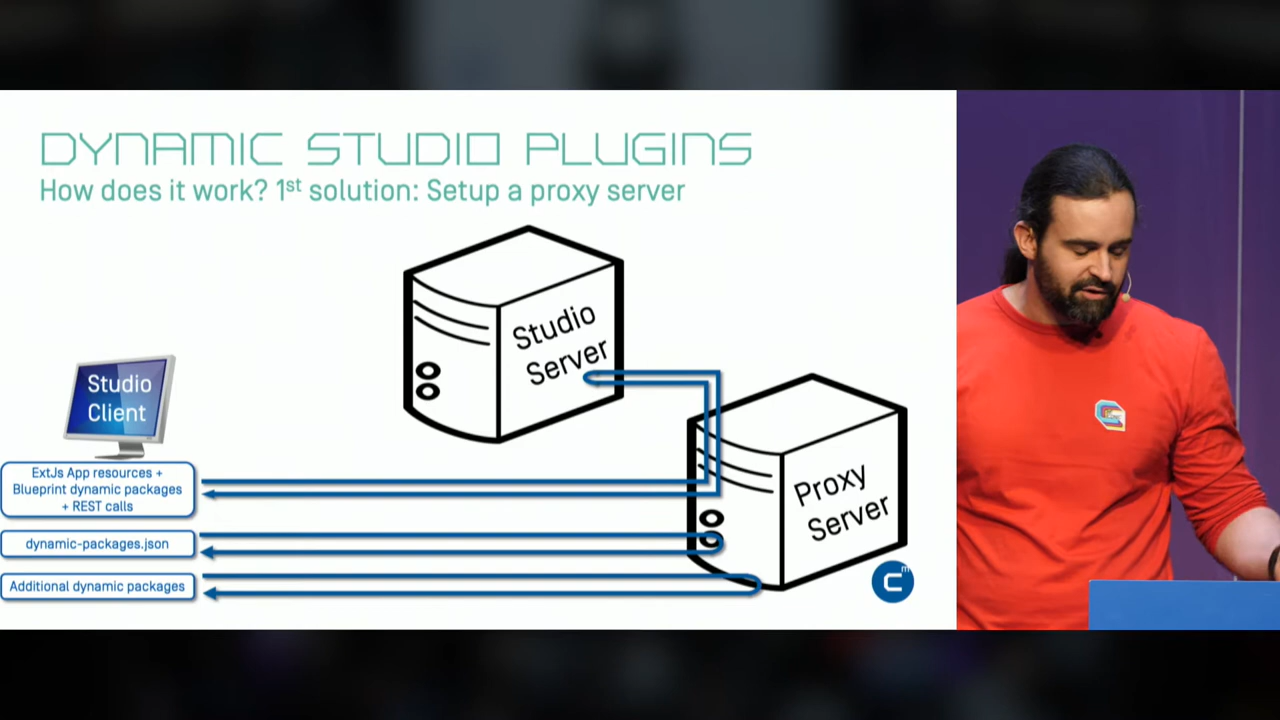 DYNAMIC STUDIO PLUGINS
How does it work? 1st solution: Setup a proxy server
Studio
Server
Studio
Client
ExtJs App resources +
Blueprint dynamic packages
+ REST calls
dynamic-packages.json
Additional dynamic packages
Proxy
Server
C m